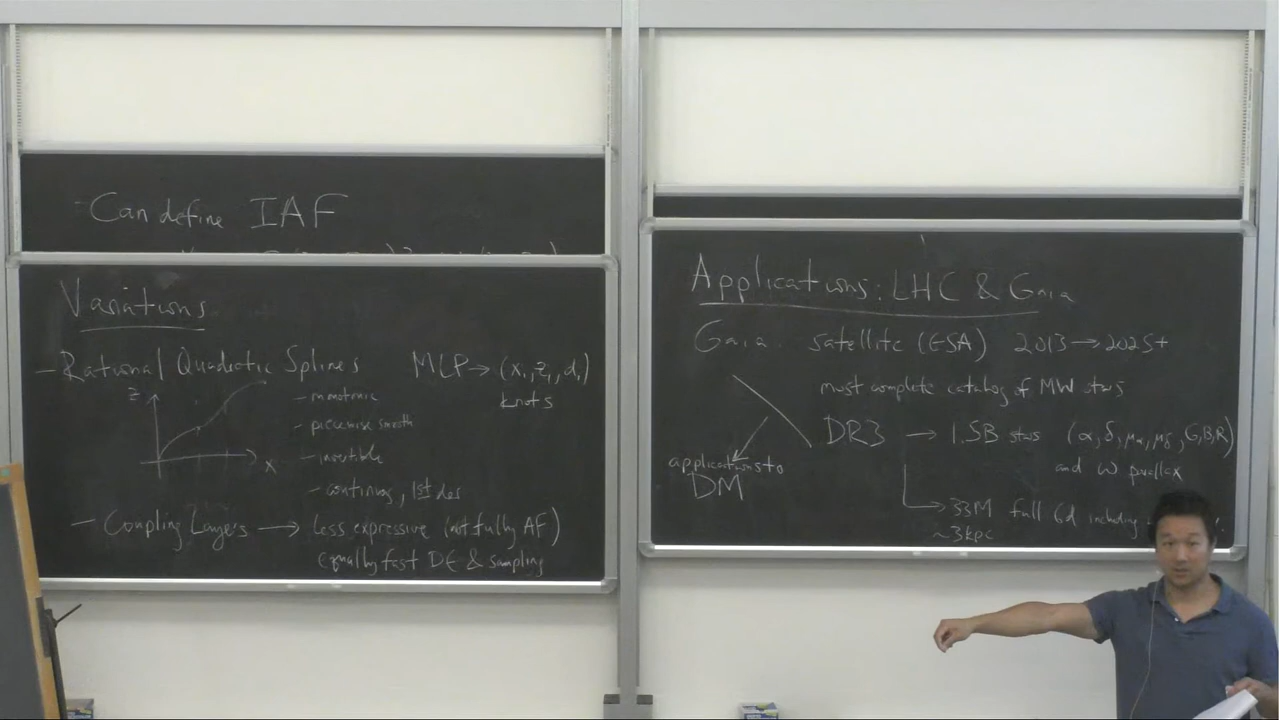 - Can define IAF
Variations
- Rational Quadratic Splines
MLP → (x₁, z₁, d₁)
knots
z
x
- monotonic
- piecewise smooth
- invertible
- continuous, 1st der
- Coupling Layers → less expressive (not fully AF)
equally fast DE & sampling
Applications: LHC & Gaia
Gaia: satellite (ESA) 2013 → 2025+
most complete catalog of MW stars
DR3 → 1.5B stars (α, δ, μα, μδ, G, B, R)
and ω parallax
applications to
DM
→ 33M full 6d including
~3kpc